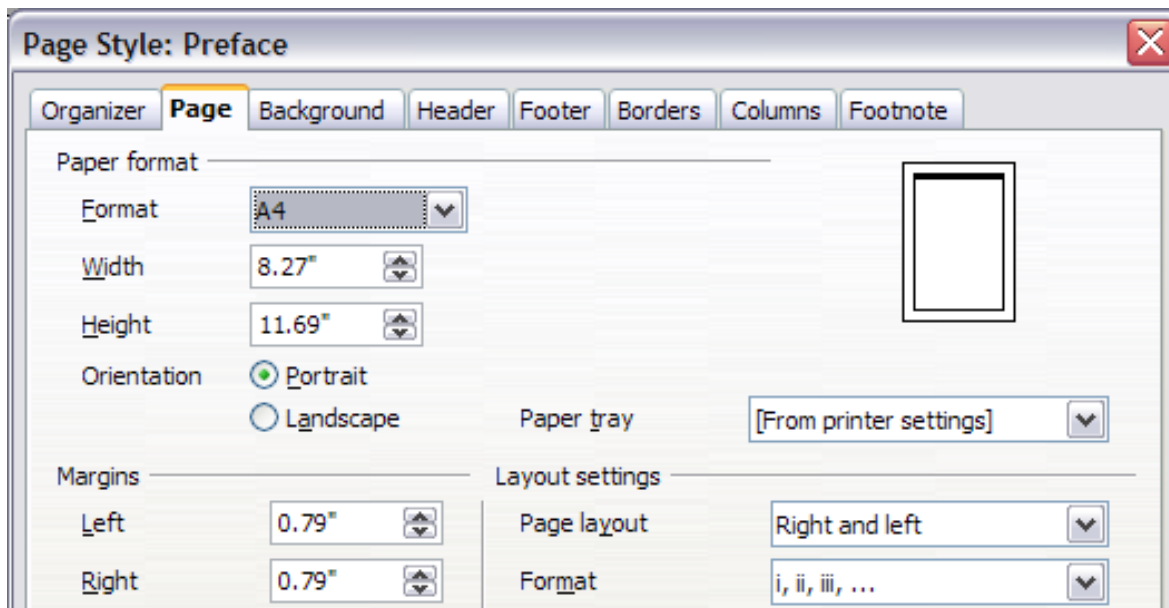 Page Style: Preface
Organizer Page Background Header Footer Borders Columns Footnote
Paper format
Format A4
Width 8.27"
Height 11.69"
Orientation Portrait
Landscape Paper tray [From printer settings]
Margins Layout settings
Left 0.79" Page layout Right and left
Right 0.79" Format i, ii, iii, ...